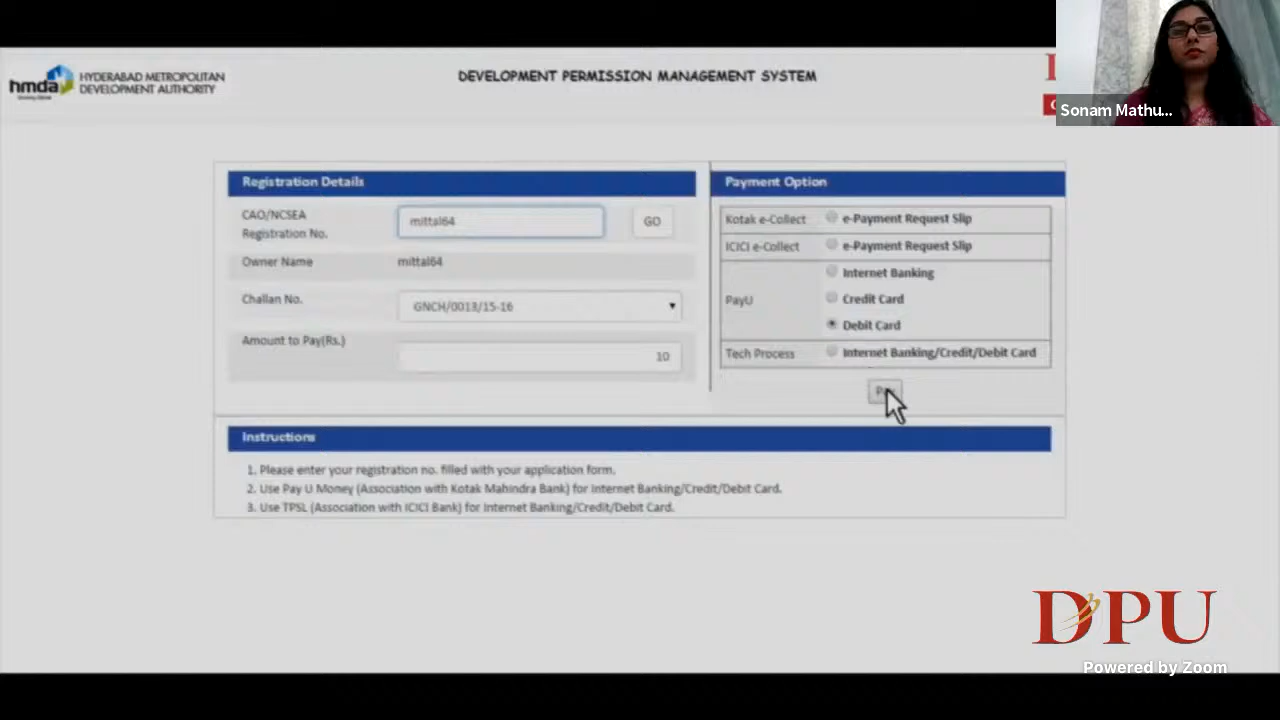 hmda
HYDERABAD METROPOLITAN
DEVELOPMENT AUTHORITY
DEVELOPMENT PERMISSION MANAGEMENT SYSTEM
Sonam Mathu...
Registration Details
CAO/NCSEA
Registration No.
mittal64
GO
Owner Name
mittal64
Challan No.
GNCH/0013/15-16
Amount to Pay(Rs.)
10
Payment Option
Kotak e-Collect e-Payment Request Slip
ICICI e-Collect e-Payment Request Slip
PayU
Internet Banking
Credit Card
Debit Card
Tech Process Internet Banking/Credit/Debit Card
Instructions
1. Please enter your registration no. filled with your application form.
2. Use Pay U Money (Association with Kotak Mahindra Bank) for Internet Banking/Credit/Debit Card.
3. Use TPSL (Association with ICICI Bank) for Internet Banking/Credit/Debit Card.
DPU
Powered by Zoom